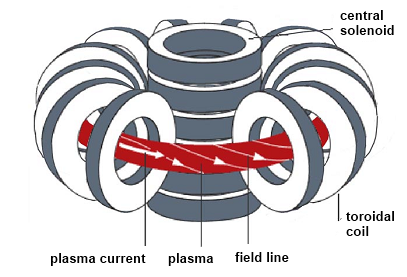 central
solenoid
toroidal
coil
plasma current
plasma
field line